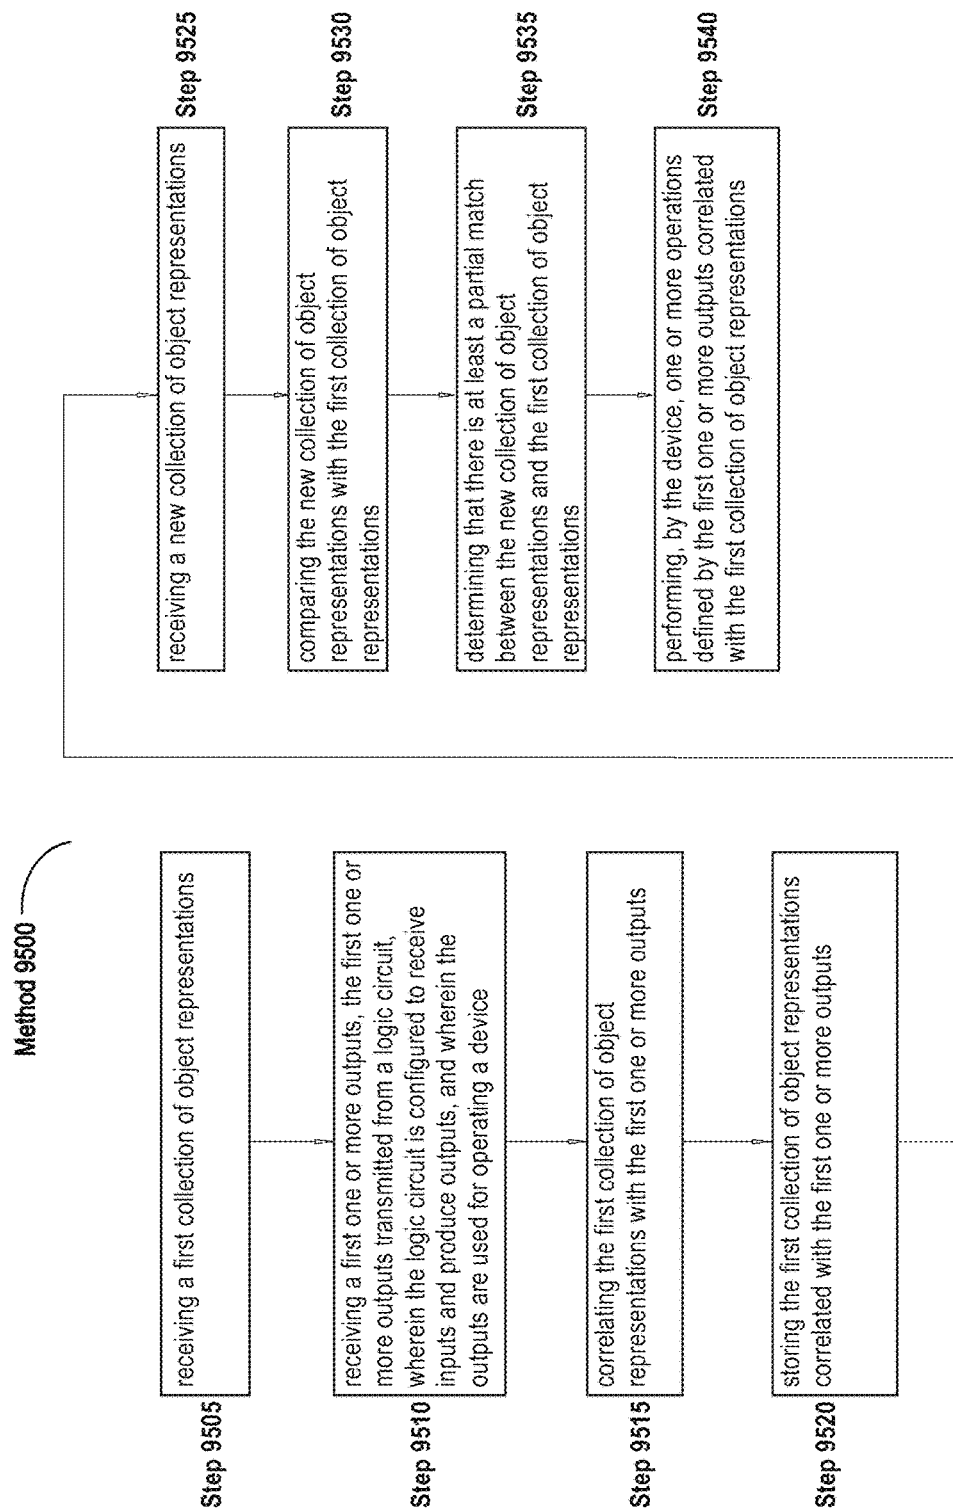 Method 9500
Step 9505
receiving a first collection of object representations
Step 9510
receiving a first one or more outputs, the first one or
more outputs transmitted from a logic circuit,
wherein the logic circuit is configured to receive
inputs and produce outputs, and wherein the
outputs are used for operating a device
Step 9515
correlating the first collection of object
representations with the first one or more outputs
Step 9520
storing the first collection of object representations
correlated with the first one or more outputs
receiving a new collection of object representations
Step 9525
comparing the new collection of object
representations with the first collection of object
representations
Step 9530
determining that there is at least a partial match
between the new collection of object
representations and the first collection of object
representations
Step 9535
performing, by the device, one or more operations
defined by the first one or more outputs correlated
with the first collection of object representations
Step 9540